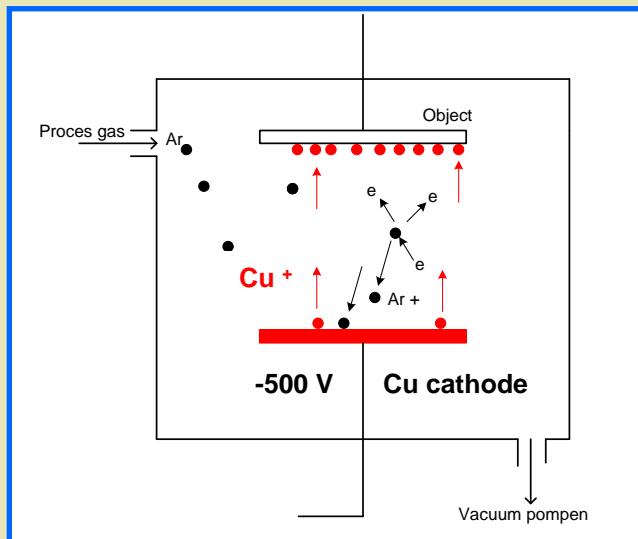 Object
Proces gas
Ar
e
e
e
Cu +
Ar +
-500 V
Cu cathode
Vacuum pompen